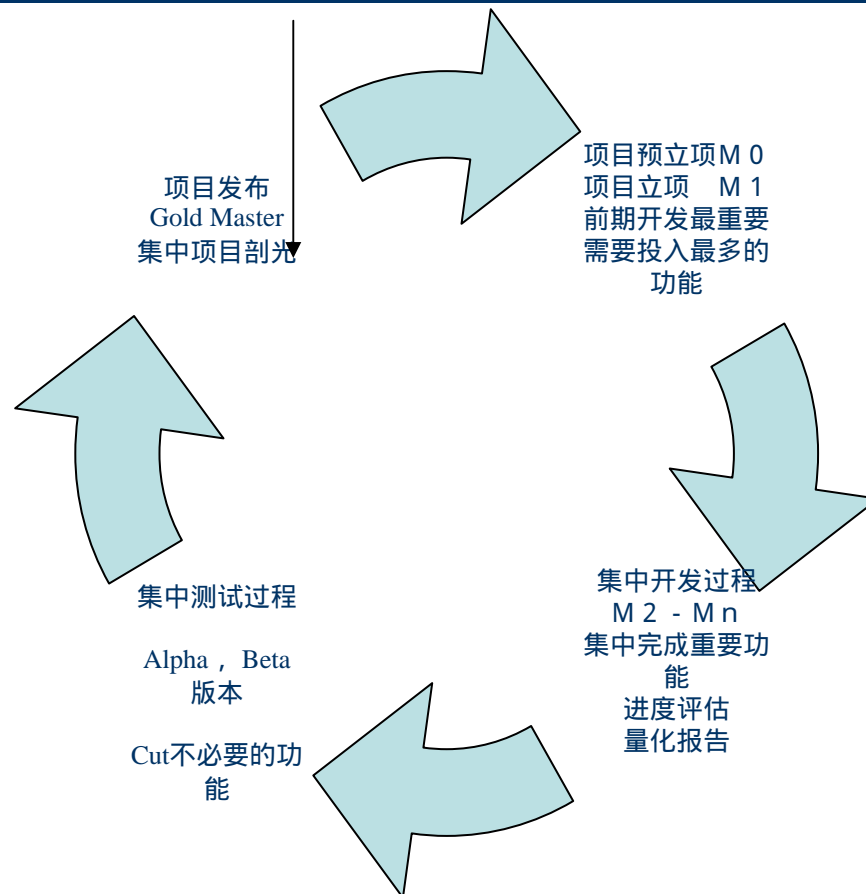 项目发布
Gold Master
集中项目剖光
项目预立项M 0
项目立项 M 1
前期开发最重要
需要投入最多的
功能
集中开发过程
M 2 - M n
集中完成重要功
能
进度评估
量化报告
集中测试过程
Alpha , Beta
版本
Cut不必要的功
能